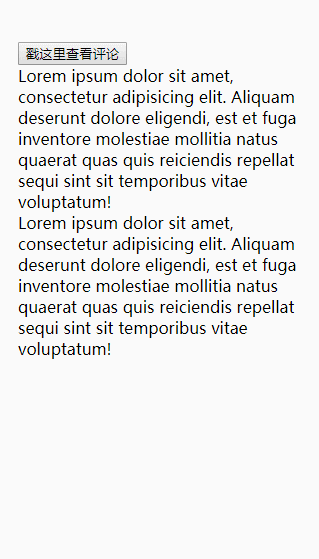 戳这里查看评论
Lorem ipsum dolor sit amet,
consectetur adipisicing elit. Aliquam
deserunt dolore eligendi, est et fuga
inventore molestiae mollitia natus
quaerat quas quis reiciendis repellat
sequi sint sit temporibus vitae
voluptatum!
Lorem ipsum dolor sit amet,
consectetur adipisicing elit. Aliquam
deserunt dolore eligendi, est et fuga
inventore molestiae mollitia natus
quaerat quas quis reiciendis repellat
sequi sint sit temporibus vitae
voluptatum!